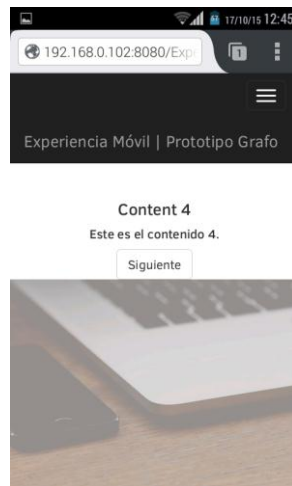 17/10/15 12:45
192.168.0.102:8080/Exp
1
Experiencia Móvil | Prototipo Grafo
Content 4
Este es el contenido 4.
Siguiente